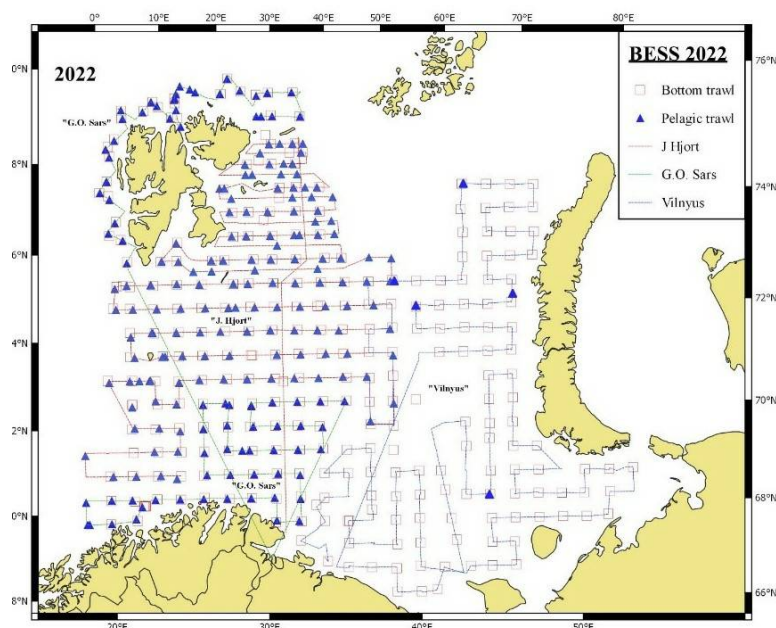 0° 10°E 20°E 30°E 40°E 50°E 52°E 60°E 70°E 80°E
2022
BESS 2022
Bottom trawl
Pelagic trawl
J Hjort
G.O. Sars
Vilnyus
76°N
0°N
"G.O. Sars"
8°N
74°N
6°N
72°N
"J. Hjort"
4°N
"Vilnyus"
70°N
2°N
"G.O. Sars"
68°N
0°N
8°N
66°N
20°E 30°E 40°E 50°E